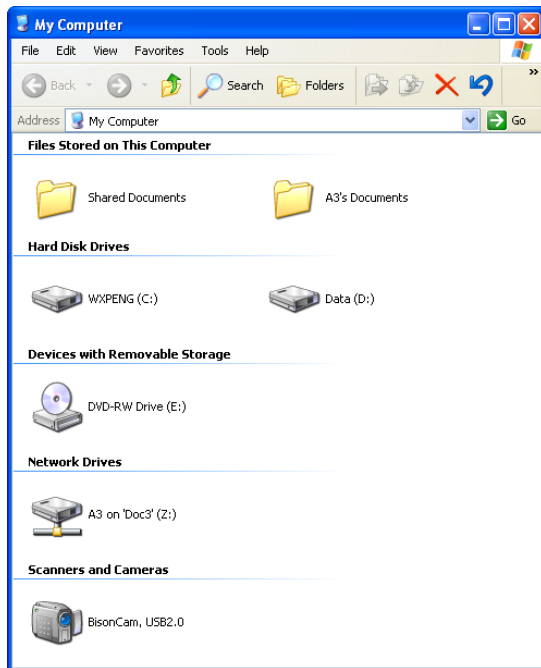 My Computer
File Edit View Favorites Tools Help
Back Search Folders »
Address My Computer Go
Files Stored on This Computer
Shared Documents A3's Documents
Hard Disk Drives
WXPENG (C:) Data (D:)
Devices with Removable Storage
DVD-RW Drive (E:)
Network Drives
A3 on 'Doc3' (Z:)
Scanners and Cameras
BisonCam, USB2.0